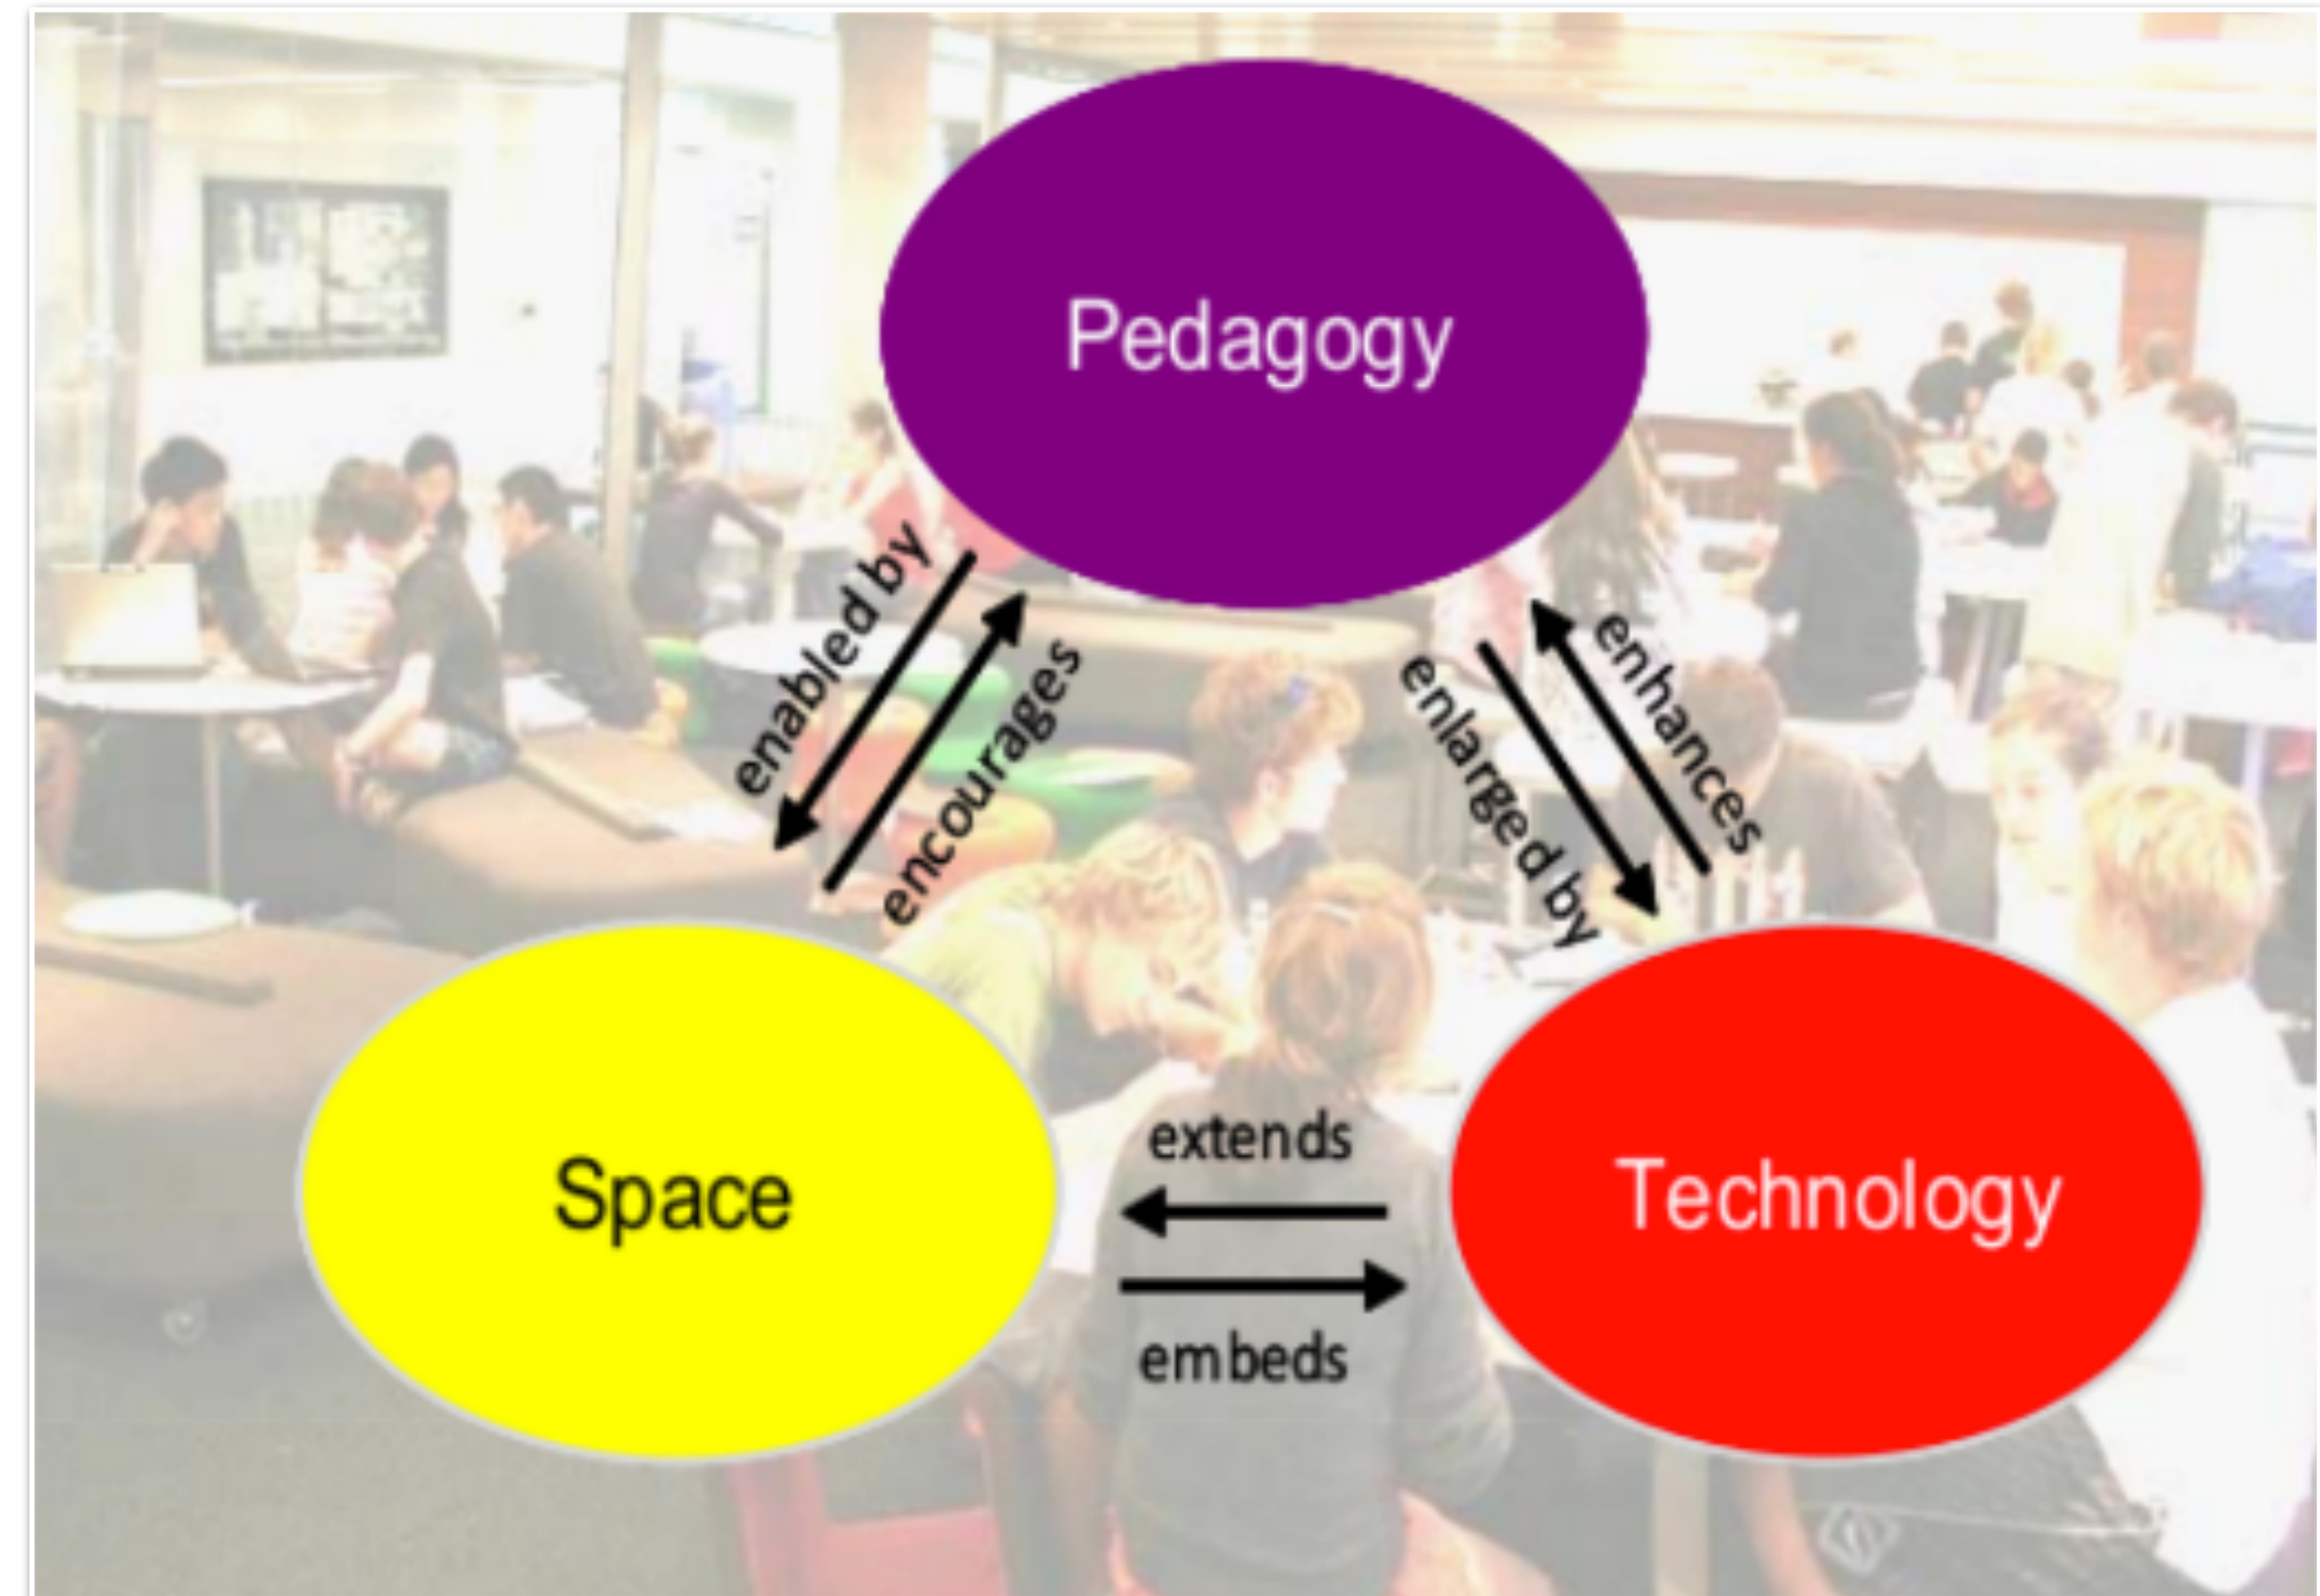 Pedagogy
enabled by
encourages
enlarged by
enhances
Space
extends
embeds
Technology